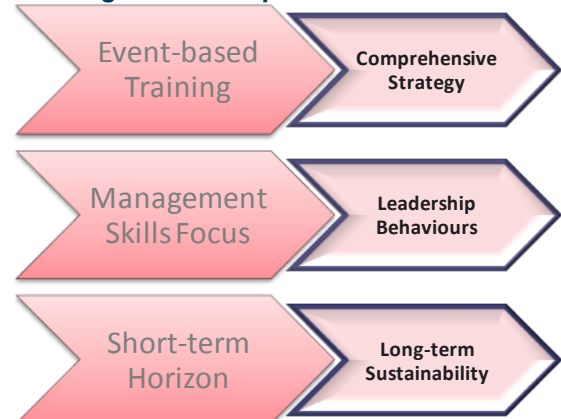 Event-based
Training
Comprehensive
Strategy
Management
Skills Focus
Leadership
Behaviours
Short-term
Horizon
Long-term
Sustainability